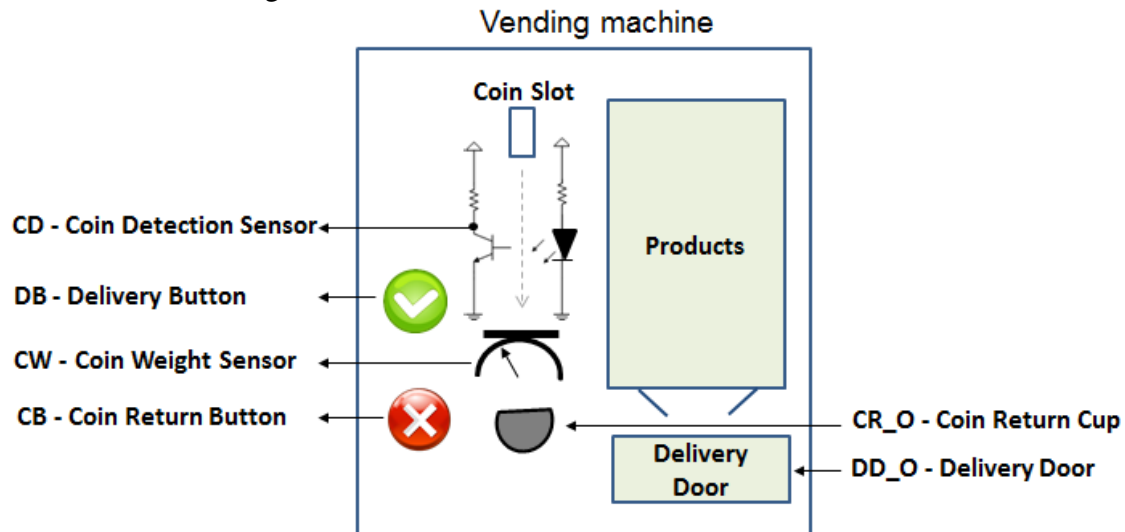 Vending machine
Coin Slot
CD - Coin Detection Sensor
Products
DB - Delivery Button
CW - Coin Weight Sensor
CB - Coin Return Button
CR_O - Coin Return Cup
Delivery
Door
DD_O - Delivery Door